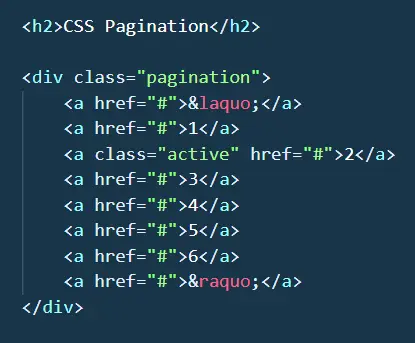 <h2>CSS Pagination</h2>
<div class="pagination">
<a href="#">&laquo;</a>
<a href="#">1</a>
<a class="active" href="#">2</a>
<a href="#">3</a>
<a href="#">4</a>
<a href="#">5</a>
<a href="#">6</a>
<a href="#">&raquo;</a>
</div>